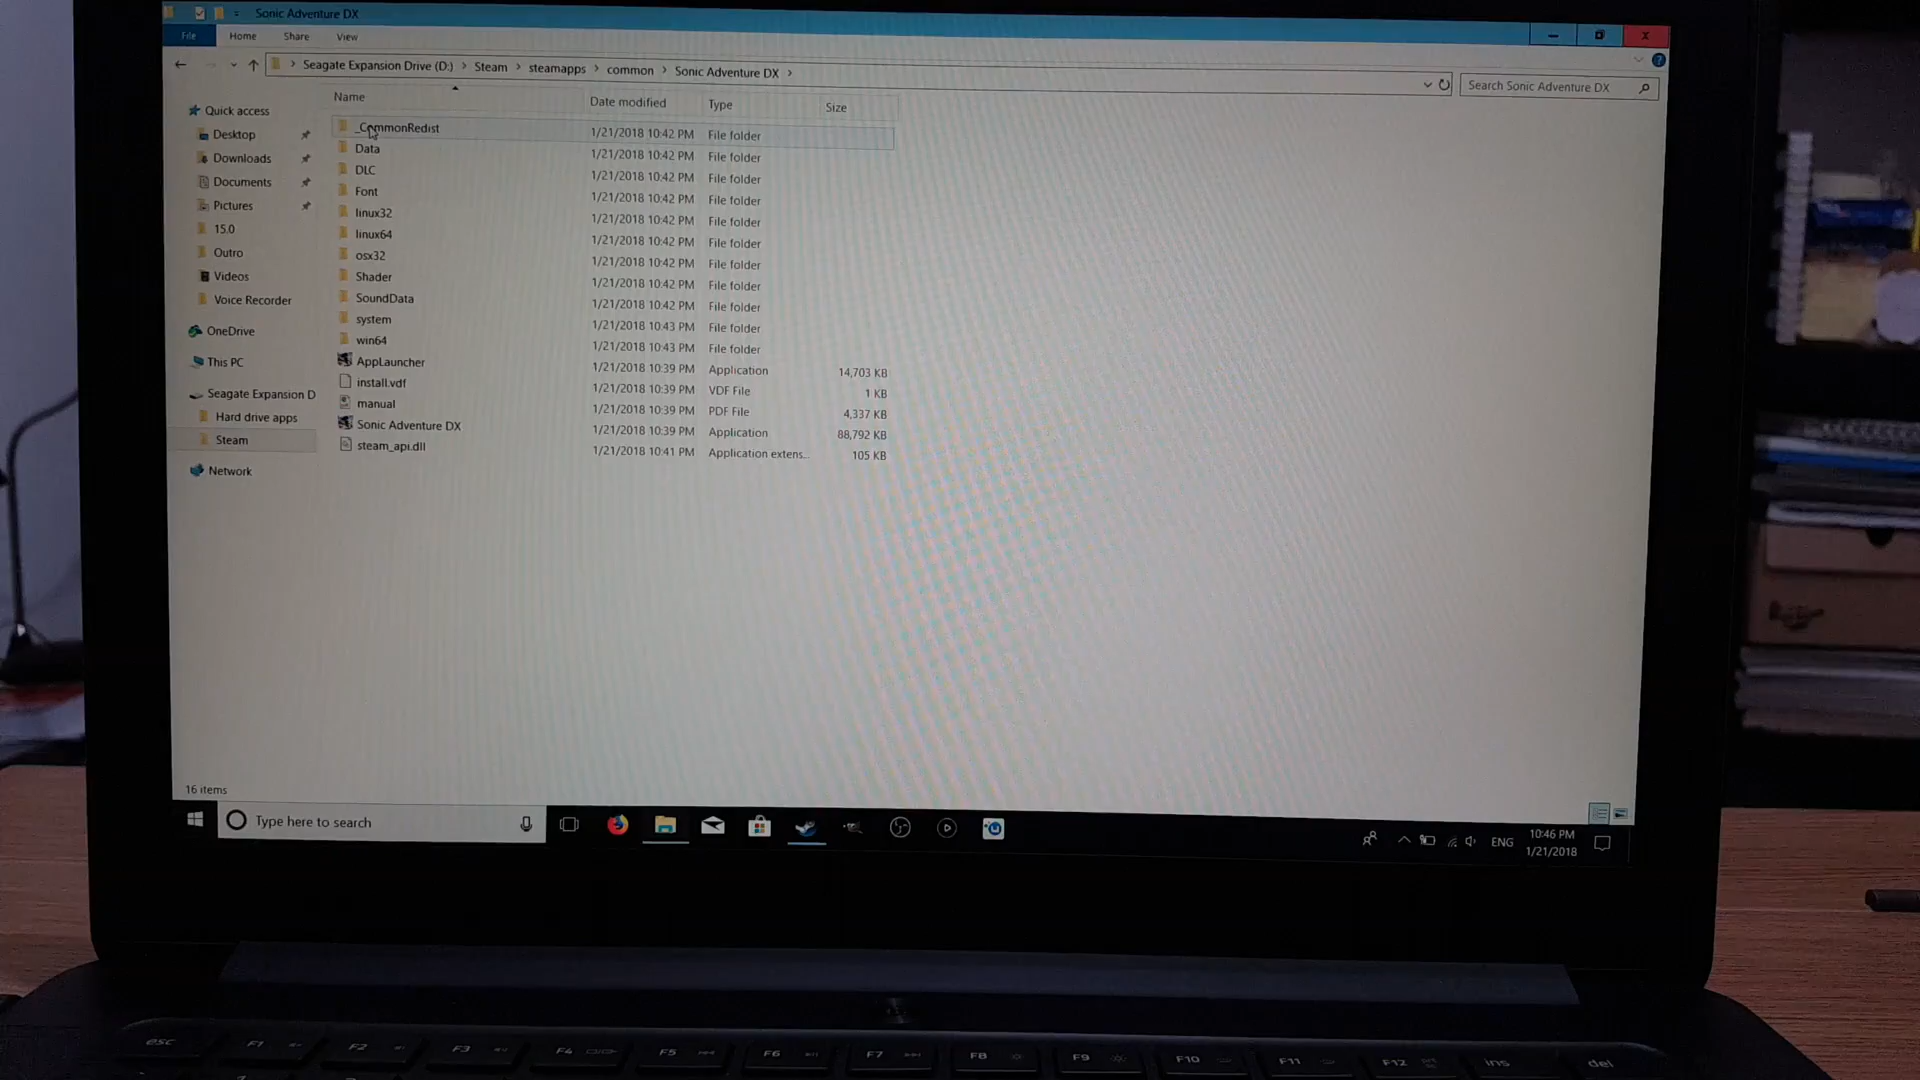 Sonic Adventure DX
File Home Share View
Seagate Expansion Drive (D:) > Steam > steamapps > common > Sonic Adventure DX >
Search Sonic Adventure DX
Name Date modified Type Size
Quick access
Desktop
Downloads
Documents
Pictures
15.0
Outro
Videos
Voice Recorder
OneDrive
This PC
Seagate Expansion D
Hard drive apps
Steam
Network
_CommonRedist 1/21/2018 10:42 PM File folder
Data 1/21/2018 10:42 PM File folder
DLC 1/21/2018 10:42 PM File folder
Font 1/21/2018 10:42 PM File folder
linux32 1/21/2018 10:42 PM File folder
linux64 1/21/2018 10:42 PM File folder
osx32 1/21/2018 10:42 PM File folder
Shader 1/21/2018 10:42 PM File folder
SoundData 1/21/2018 10:42 PM File folder
system 1/21/2018 10:43 PM File folder
win64 1/21/2018 10:43 PM File folder
AppLauncher 1/21/2018 10:39 PM Application 14,703 KB
install.vdf 1/21/2018 10:39 PM VDF File 1 KB
manual 1/21/2018 10:39 PM PDF File 4,337 KB
Sonic Adventure DX 1/21/2018 10:39 PM Application 88,792 KB
steam_api.dll 1/21/2018 10:41 PM Application extens... 105 KB
16 items
Type here to search
ENG
10:46 PM
1/21/2018
esc F1 F2 F3 F4 F5 F6 F7 F8 F9 F10 F11 F12 ins del